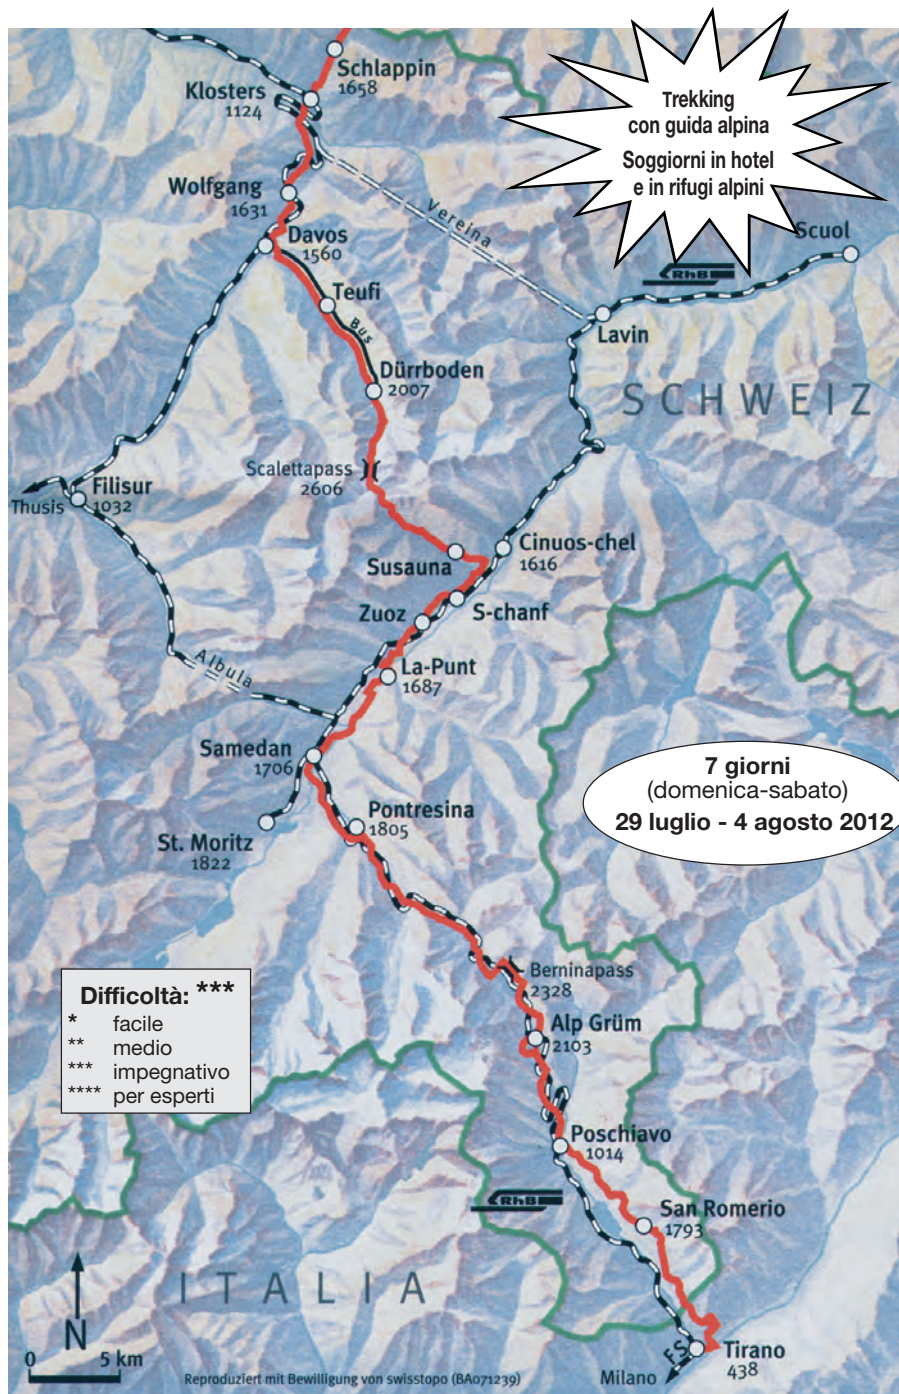 Schlappin
1658
Klosters
1124
Trekking
con guida alpina
Soggiorni in hotel
e in rifugi alpini
Wolfgang
1631
Vereina
Davos
1560
Scuol
RhB
Teufi
Bus
Lavin
Dürrboden
2007
SCHWEIZ
Scalettapass
2606
Filisur
1032
Thusis
Cinuos-chel
1616
Susauna
S-chanf
Zuoz
La-Punt
1687
Albula
Samedan
1706
7 giorni
(domenica-sabato)
29 luglio - 4 agosto 2012
Pontresina
1805
St. Moritz
1822
Berninapass
2328
Difficoltà: ***
* facile
** medio
*** impegnativo
**** per esperti
Alp Grüm
2103
Poschiavo
1014
RhB
San Romerio
1793
ITALIA
N
0 5 km
FS
Tirano
438
Milano
Reproduziert mit Bewilligung von swisstopo (BA071239)